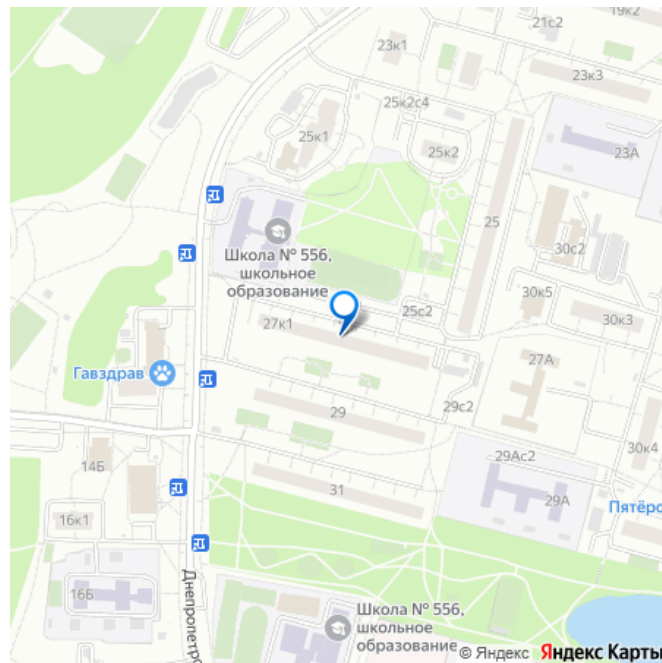 19к2
21с2
23к1
23к3
25к2с4
25к1
25к2
23А
25
Школа № 556,
школьное
образование
30с2
30к5
25с2
30к3
27к1
27А
Гавздрав
29с2
29
30к4
14Б
29Ас2
31
29А
Пятёро
16к1
16Б
Днепропетро
Школа № 556,
школьное
образование
© Яндекс Яндекс Карты